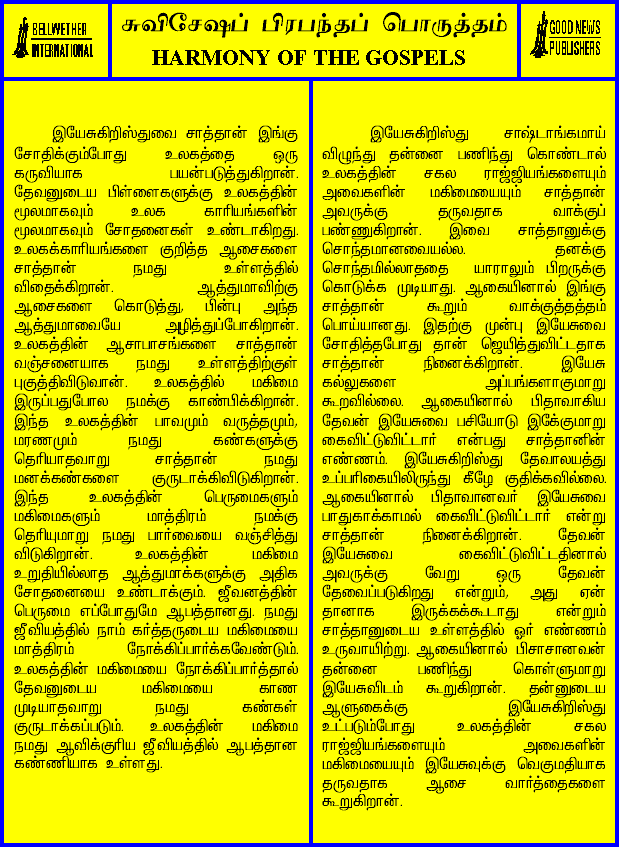 BELLWETHER
INTERNATIONAL
சுவிசேஷப் பிரபந்தப் பொருத்தம்
HARMONY OF THE GOSPELS
GOOD NEWS
PUBLISHERS
இயேசுகிறிஸ்துவை சாத்தான் இங்கு
சோதிக்கும்போது உலகத்தை ஒரு
கருவியாக பயன்படுத்துகிறான்.
தேவனுடைய பிள்ளைகளுக்கு உலகத்தின்
மூலமாகவும் உலக காரியங்களின்
மூலமாகவும் சோதனைகள் உண்டாகிறது.
உலகக்காரியங்களை குறித்த ஆசைகளை
சாத்தான் நமது உள்ளத்தில்
விதைக்கிறான். ஆத்துமாவிற்கு
ஆசைகளை கொடுத்து, பின்பு அந்த
ஆத்துமாவையே அழித்துப்போகிறான்.
உலகத்தின் ஆசாபாசங்களை சாத்தான்
வஞ்சனையாக நமது உள்ளத்திற்குள்
புகுத்திவிடுவான். உலகத்தில் மகிமை
இருப்பதுபோல நமக்கு காண்பிக்கிறான்.
இந்த உலகத்தின் பாவமும் வருத்தமும்,
மரணமும் நமது கண்களுக்கு
தெரியாதவாறு சாத்தான் நமது
மனக்கண்களை குருடாக்கிவிடுகிறான்.
இந்த உலகத்தின் பெருமைகளும்
மகிமைகளும் மாத்திரம் நமக்கு
தெரியுமாறு நமது பார்வையை வஞ்சித்து
விடுகிறான். உலகத்தின் மகிமை
உறுதியில்லாத ஆத்துமாக்களுக்கு அதிக
சோதனையை உண்டாக்கும். ஜீவனத்தின்
பெருமை எப்போதுமே ஆபத்தானது. நமது
ஜீவியத்தில் நாம் கர்த்தருடைய மகிமையை
மாத்திரம் நோக்கிப்பார்க்கவேண்டும்.
உலகத்தின் மகிமையை நோக்கிப்பார்த்தால்
தேவனுடைய மகிமையை காண
முடியாதவாறு நமது கண்கள்
குருடாக்கப்படும். உலகத்தின் மகிமை
நமது ஆவிக்குரிய ஜீவியத்தில் ஆபத்தான
கண்ணியாக உள்ளது.
இயேசுகிறிஸ்து சாஷ்டாங்கமாய்
விழுந்து தன்னை பணிந்து கொண்டால்
உலகத்தின் சகல ராஜ்ஜியங்களையும்
அவைகளின் மகிமையையும் சாத்தான்
அவருக்கு தருவதாக வாக்குப்
பண்ணுகிறான். இவை சாத்தானுக்கு
சொந்தமானவையல்ல. தனக்கு
சொந்தமில்லாததை யாராலும் பிறருக்கு
கொடுக்க முடியாது. ஆகையினால் இங்கு
சாத்தான் கூறும் வாக்குத்தத்தம்
பொய்யானது. இதற்கு முன்பு இயேசுவை
சோதித்தபோது தான் ஜெயித்துவிட்டதாக
சாத்தான் நினைக்கிறான். இயேசு
கல்லுகளை அப்பங்களாகுமாறு
கூறவில்லை. ஆகையினால் பிதாவாகிய
தேவன் இயேசுவை பசியோடு இக்கேுமாறு
கைவிட்டுவிட்டார் என்பது சாத்தானின்
எண்ணம். இயேசுகிறிஸ்து தேவாலயத்து
உப்பரிகையிலிருந்து கீழே குதிக்கவில்லை.
ஆகையினால் பிதாவானவர் இயேசுவை
பாதுகாக்காமல் கைவிட்டுவிட்டார் என்று
சாத்தான் நினைக்கிறான். தேவன்
இயேசுவை கைவிட்டுவிட்டதினால்
அவருக்கு வேறு ஒரு தேவன்
தேவைப்படுகிறது என்றும், அது ஏன்
தானாக இருக்கக்கூடாது என்றும்
சாத்தானுடைய உள்ளத்தில் ஓர் எண்ணம்
உருவாயிற்று. ஆகையினால் பிசாசானவன்
தன்னை பணிந்து கொள்ளுமாறு
இயேசுவிடம் கூறுகிறான். தன்னுடைய
ஆளுகைக்கு இயேசுகிறிஸ்து
உட்படும்போது உலகத்தின் சகல
ராஜ்ஜியங்களையும் அவைகளின்
மகிமையையும் இயேசுவுக்கு வெகுமதியாக
தருவதாக ஆசை வார்த்தைகளை
கூறுகிறான்.